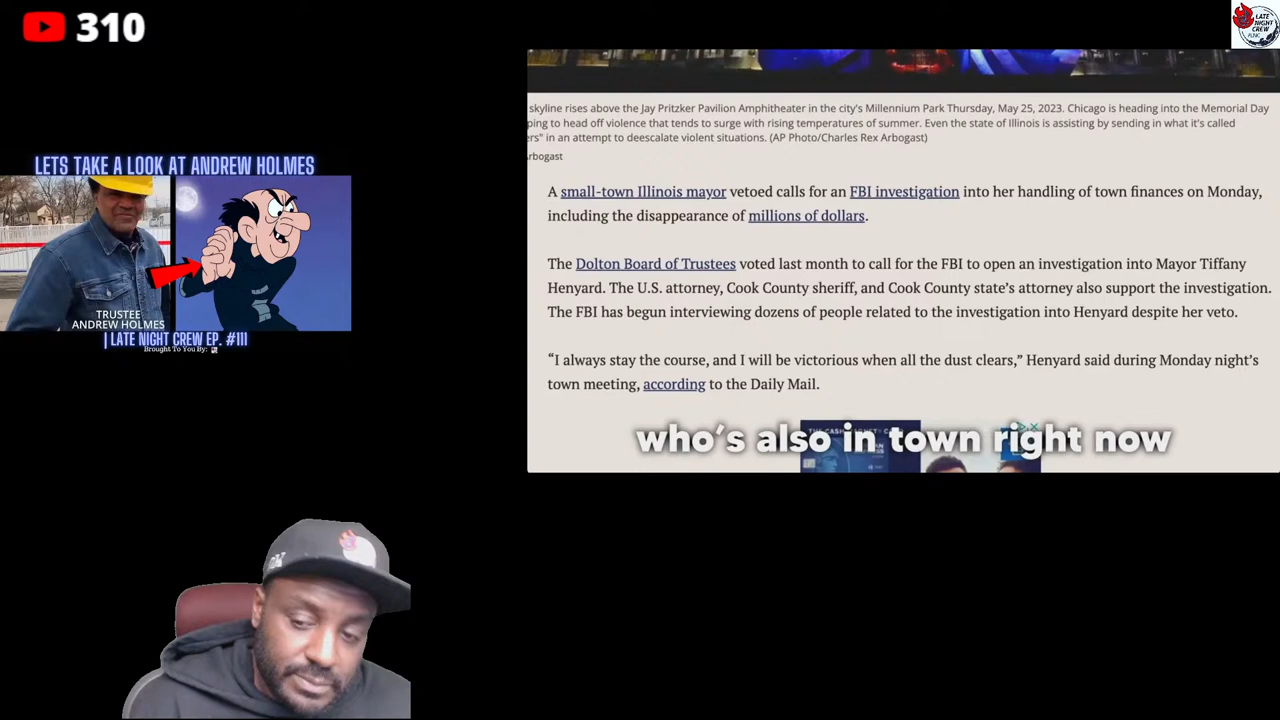 310
LATE
NIGHT
CREW
LETS TAKE A LOOK AT ANDREW HOLMES
TRUSTEE
ANDREW HOLMES
| LATE NIGHT CREW EP. #111
Brought To You By:
skyline rises above the Jay Pritzker Pavilion Amphitheater in the city's Millennium Park Thursday, May 25, 2023. Chicago is heading into the Memorial Day
ping to head off violence that tends to surge with rising temperatures of summer. Even the state of Illinois is assisting by sending in what it's called
ers" in an attempt to deescalate violent situations. (AP Photo/Charles Rex Arbogast)
Arbogast
A small-town Illinois mayor vetoed calls for an FBI investigation into her handling of town finances on Monday,
including the disappearance of millions of dollars.
The Dolton Board of Trustees voted last month to call for the FBI to open an investigation into Mayor Tiffany
Henyard. The U.S. attorney, Cook County sheriff, and Cook County state’s attorney also support the investigation.
The FBI has begun interviewing dozens of people related to the investigation into Henyard despite her veto.
“I always stay the course, and I will be victorious when all the dust clears,” Henyard said during Monday night’s
town meeting, according to the Daily Mail.
who's also in town right now